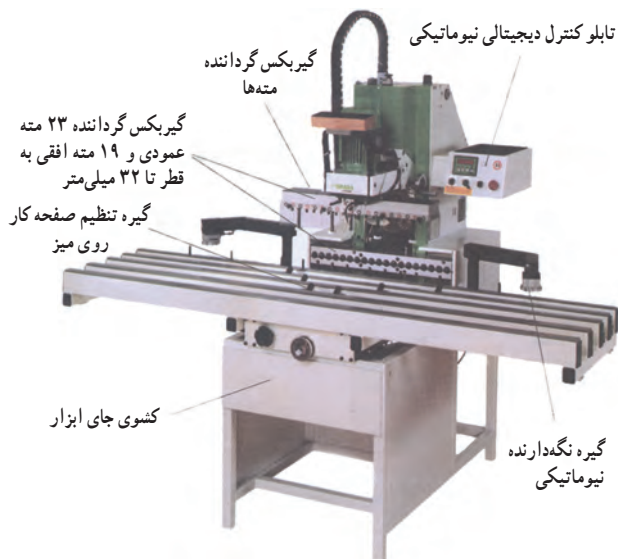 تابلو کنترل دیجیتالی نیوماتیکی
گیربکس گرداننده
مته‌ها
گیربکس گرداننده ۲۳ مته
عمودی و ۱۹ مته افقی به
قطر تا ۳۲ میلی‌متر
گیره تنظیم صفحه کار
روی میز
کشوی جای ابزار
گیره نگه‌دارنده
نیوماتیکی